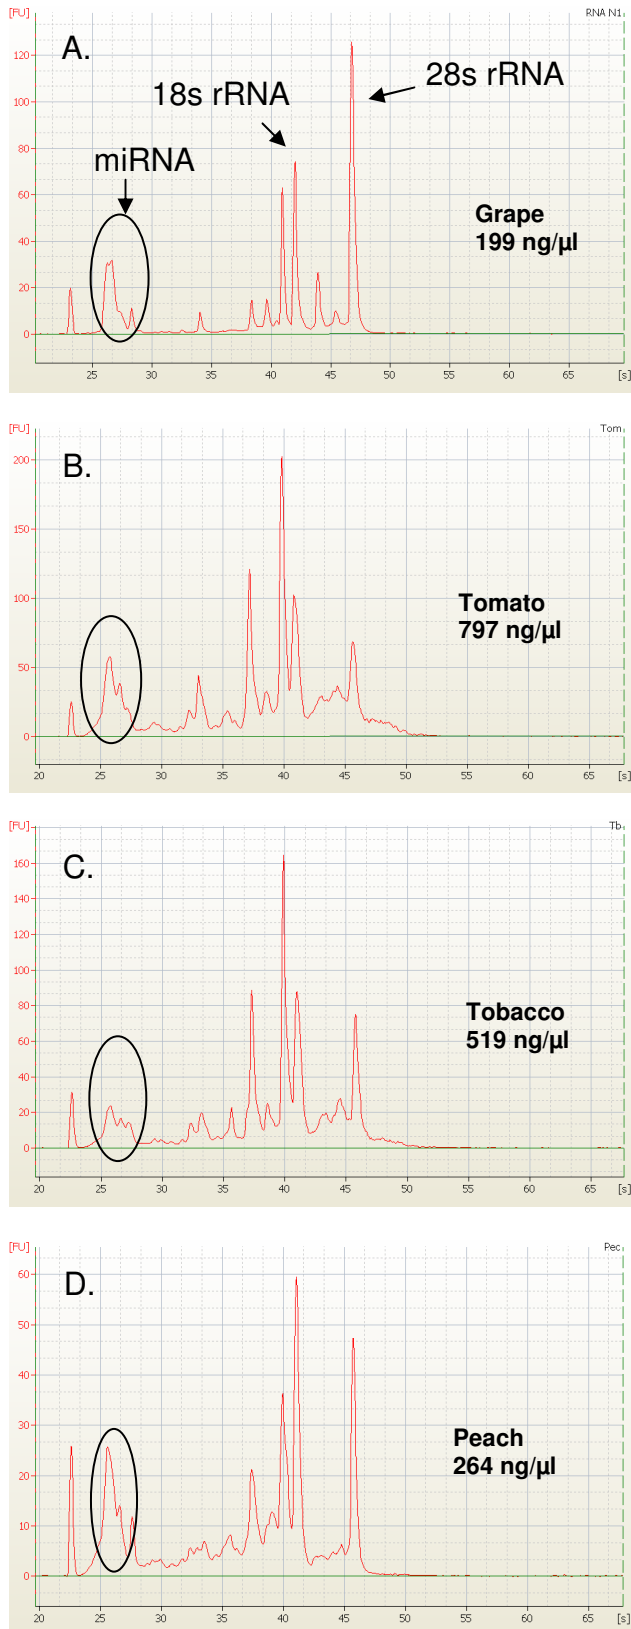 [FU]
RNA N1
A.
28s rRNA
18s rRNA
miRNA
Grape
199 ng/µl
120
100
80
60
40
20
0
25 30 35 40 45 50 55 60 65 [s]
[FU]
Tom
B.
Tomato
797 ng/µl
200
150
100
50
0
20 25 30 35 40 45 50 55 60 65 [s]
[FU]
Tb
C.
Tobacco
519 ng/µl
160
140
120
100
80
60
40
20
0
20 25 30 35 40 45 50 55 60 65 [s]
[FU]
Pec
D.
Peach
264 ng/µl
60
50
40
30
20
10
0
20 25 30 35 40 45 50 55 60 65 [s]